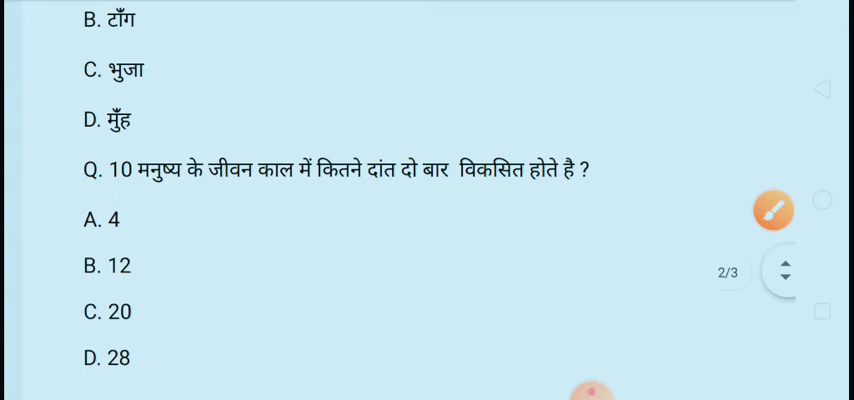 B. टाँग
C. भुजा
D. मुँह
Q. 10 मनुष्य के जीवन काल में कितने दांत दो बार विकसित होते है ?
A. 4
B. 12
2/3
C. 20
D. 28